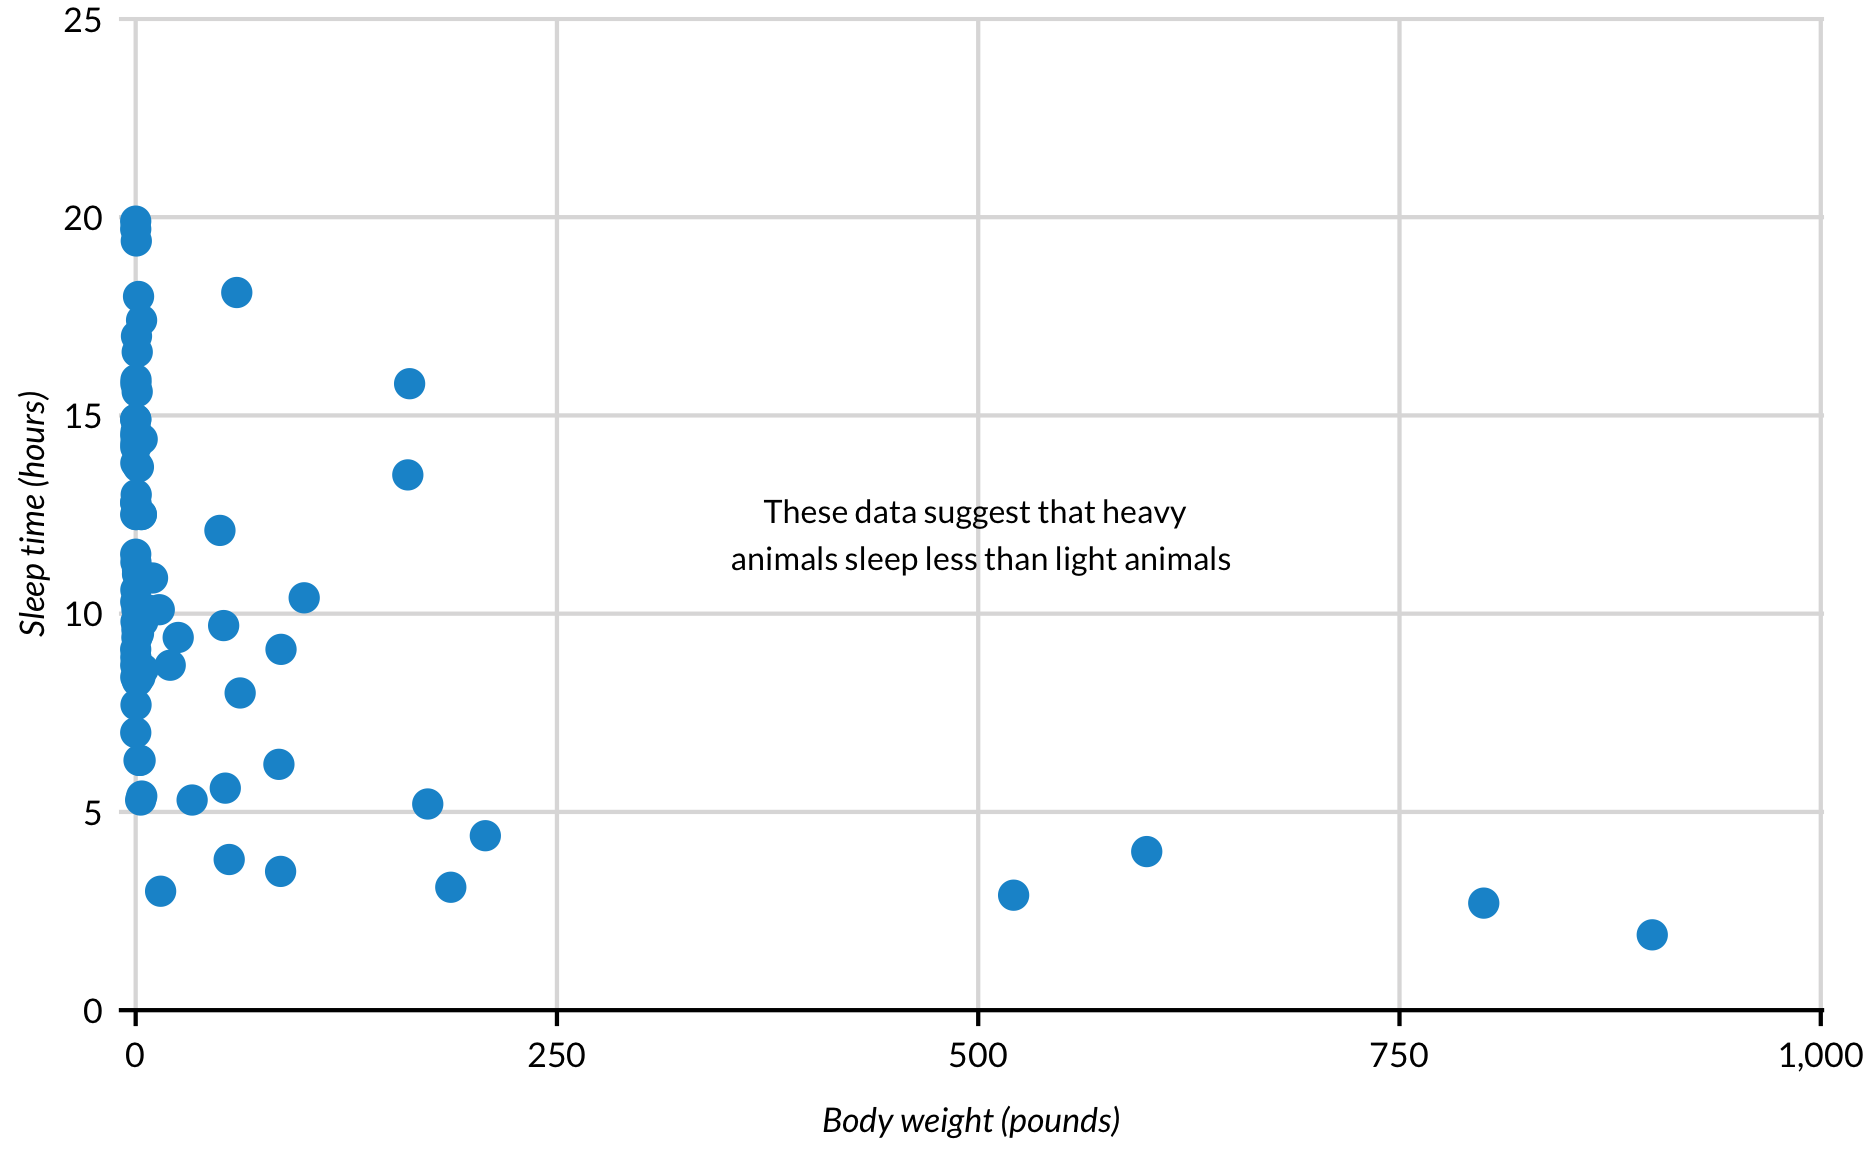 25
20
15
10
5
0
Sleep time (hours)
These data suggest that heavy
animals sleep less than light animals
0 250 500 750 1,000
Body weight (pounds)